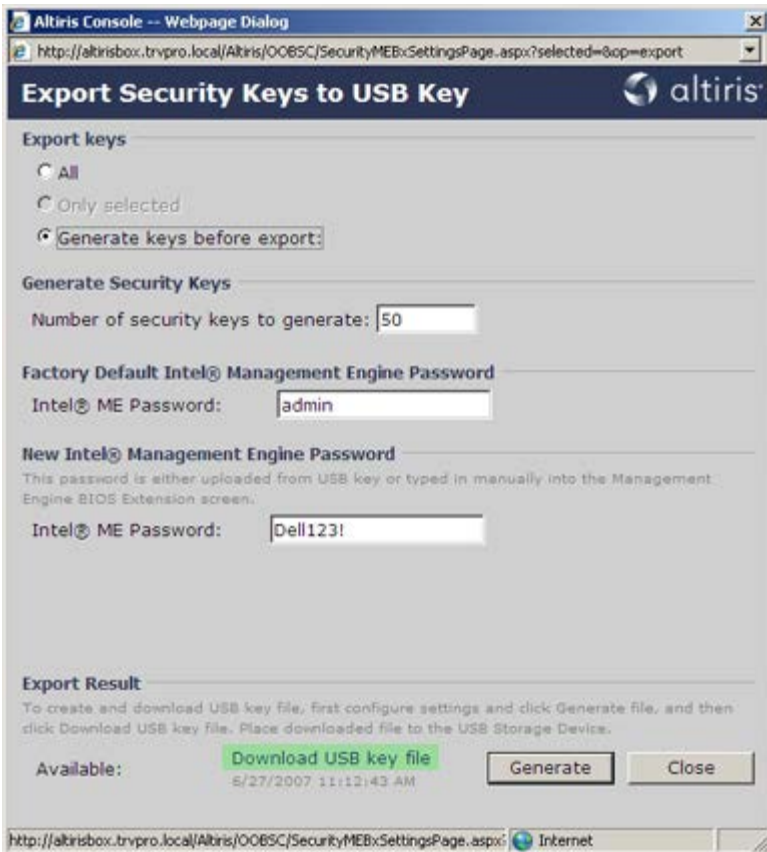 Altiris Console -- Webpage Dialog
http://altirisbox.trvpro.local/Altiris/OOBSC/SecurityMEBxSettingsPage.aspx?selected=&op=export
Export Security Keys to USB Key
altiris
Export keys
All
Only selected
Generate keys before export:
Generate Security Keys
Number of security keys to generate: 50
Factory Default Intel® Management Engine Password
Intel® ME Password: admin
New Intel® Management Engine Password
This password is either uploaded from USB key or typed in manually into the Management
Engine BIOS Extension screen.
Intel® ME Password: Dell123!
Export Result
To create and download USB key file, first configure settings and click Generate file, and then
click Download USB key file. Place downloaded file to the USB Storage Device.
Available: Download USB key file Generate Close
6/27/2007 11:12:43 AM
http://altirisbox.trvpro.local/Altiris/OOBSC/SecurityMEBxSettingsPage.aspx Internet